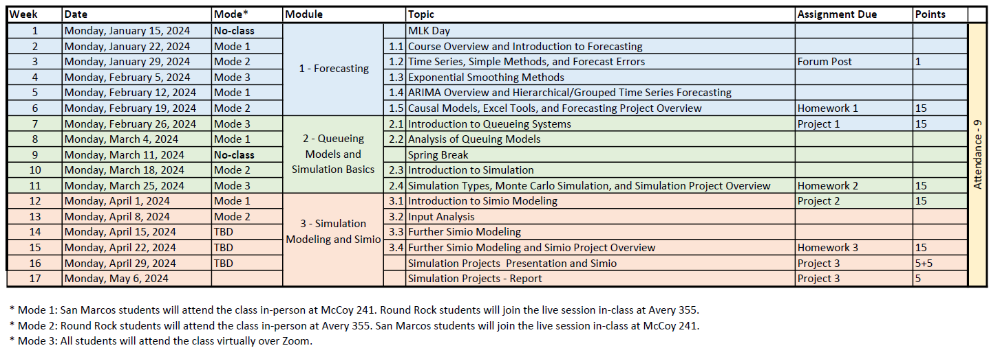 Week Date Mode* Module Topic Assignment Due Points
1 Monday, January 15, 2024 No-class MLK Day
2 Monday, January 22, 2024 Mode 1 1.1 Course Overview and Introduction to Forecasting
3 Monday, January 29, 2024 Mode 2 1.2 Time Series, Simple Methods, and Forecast Errors Forum Post 1
1 - Forecasting
4 Monday, February 5, 2024 Mode 3 1.3 Exponential Smoothing Methods
5 Monday, February 12, 2024 Mode 1 1.4 ARIMA Overview and Hierarchical/Grouped Time Series Forecasting
6 Monday, February 19, 2024 Mode 2 1.5 Causal Models, Excel Tools, and Forecasting Project Overview Homework 1 15
7 Monday, February 26, 2024 Mode 3 2.1 Introduction to Queueing Systems Project 1 15
8 Monday, March 4, 2024 Mode 1 2 - Queueing 2.2 Analysis of Queuing Models
9 Monday, March 11, 2024 No-class Models and Spring Break
10 Monday, March 18, 2024 Mode 2 Simulation Basics 2.3 Introduction to Simulation
11 Monday, March 25, 2024 Mode 3 2.4 Simulation Types, Monte Carlo Simulation, and Simulation Project Overview Homework 2 15
12 Monday, April 1, 2024 Mode 1 3.1 Introduction to Simio Modeling Project 2 15
13 Monday, April 8, 2024 Mode 2 3 - Simulation 3.2 Input Analysis
14 Monday, April 15, 2024 TBD Modeling and Simio 3.3 Further Simio Modeling
15 Monday, April 22, 2024 TBD 3.4 Further Simio Modeling and Simio Project Overview Homework 3 15
16 Monday, April 29, 2024 TBD Simulation Projects Presentation and Simio Project 3 5+5
17 Monday, May 6, 2024 Simulation Projects - Report Project 3 5
Attendance - 9
* Mode 1: San Marcos students will attend the class in-person at McCoy 241. Round Rock students will join the live session in-class at Avery 355.
* Mode 2: Round Rock students will attend the class in-person at Avery 355. San Marcos students will join the live session in-class at McCoy 241.
* Mode 3: All students will attend the class virtually over Zoom.